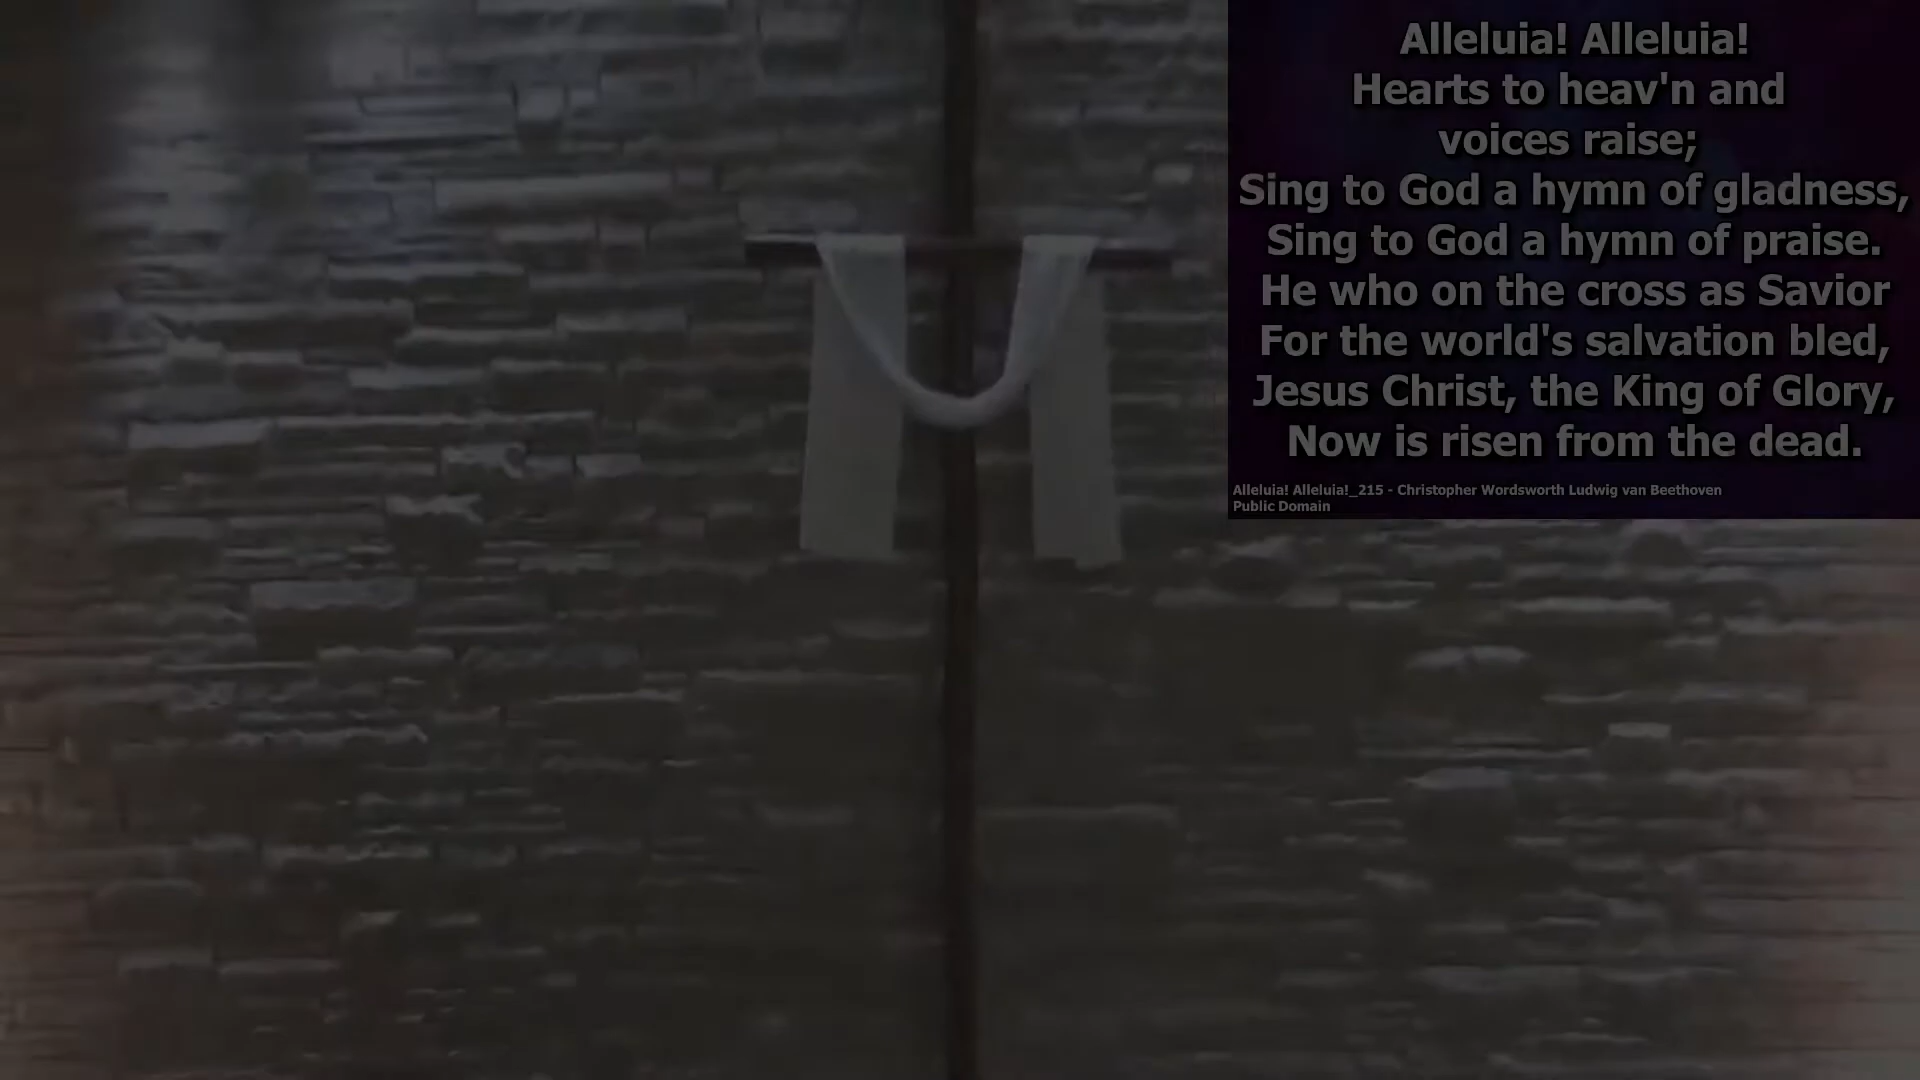 Alleluia! Alleluia!
Hearts to heav'n and
voices raise;
Sing to God a hymn of gladness,
Sing to God a hymn of praise.
He who on the cross as Savior
For the world's salvation bled,
Jesus Christ, the King of Glory,
Now is risen from the dead.
Alleluia! Alleluia!_215 - Christopher Wordsworth Ludwig van Beethoven
Public Domain